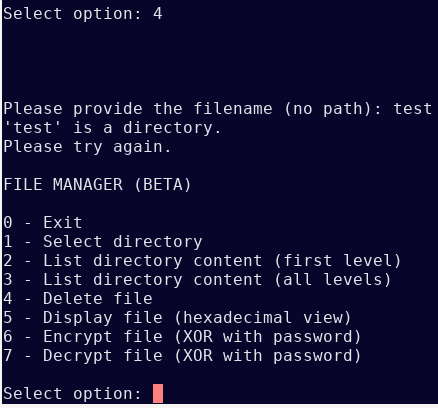 Select option: 4
Please provide the filename (no path): test
'test' is a directory.
Please try again.
FILE MANAGER (BETA)
0 - Exit
1 - Select directory
2 - List directory content (first level)
3 - List directory content (all levels)
4 - Delete file
5 - Display file (hexadecimal view)
6 - Encrypt file (XOR with password)
7 - Decrypt file (XOR with password)
Select option: